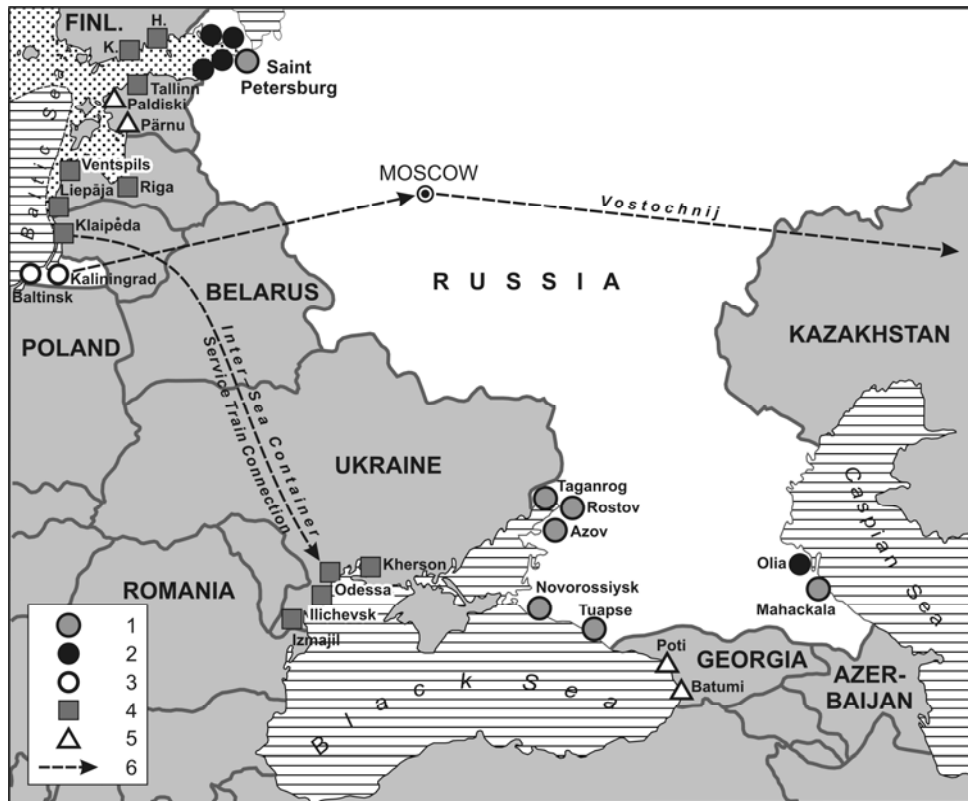 FINL.
H.
K.
Saint
Petersburg
Tallinn
Paldiski
Pärnu
Baltic Sea
Ventspils
Riga
Liepāja
Klaipėda
Kaliningrad
Baltinsk
MOSCOW
Vostochnij
RUSSIA
BELARUS
POLAND
KAZAKHSTAN
Inter-Sea Container
Service Train Connection
UKRAINE
Taganrog
Rostov
Azov
Caspian Sea
Kherson
Odessa
Ilichevsk
Izmajil
ROMANIA
Novorossiysk
Tuapse
Olia
Mahackala
Poti
GEORGIA
Batumi
AZER-
BAIJAN
Black Sea
1
2
3
4
5
6